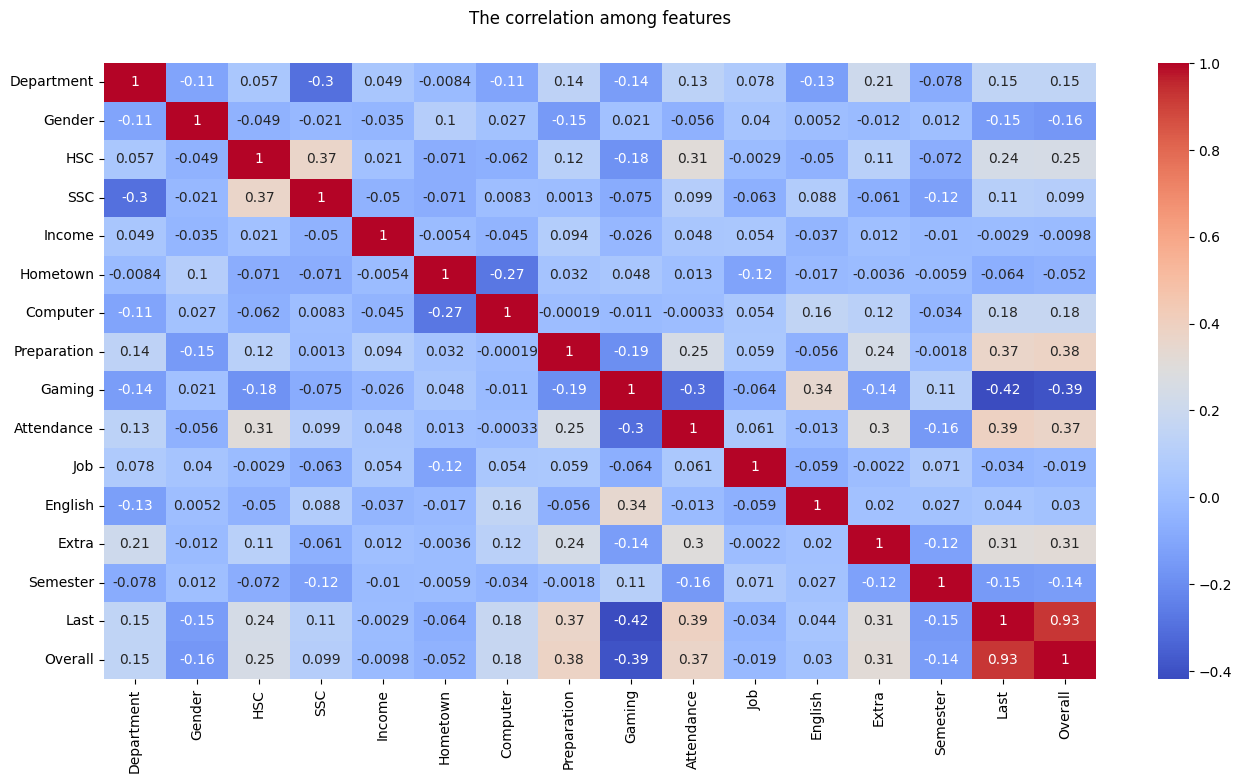 The correlation among features
Department 1 -0.11 0.057 -0.3 0.049 -0.0084 -0.11 0.14 -0.14 0.13 0.078 -0.13 0.21 -0.078 0.15 0.15
Gender -0.11 1 -0.049 -0.021 -0.035 0.1 0.027 -0.15 0.021 -0.056 0.04 0.0052 -0.012 0.012 -0.15 -0.16
HSC 0.057 -0.049 1 0.37 0.021 -0.071 -0.062 0.12 -0.18 0.31 -0.0029 -0.05 0.11 -0.072 0.24 0.25
SSC -0.3 -0.021 0.37 1 -0.05 -0.071 0.0083 0.0013 -0.075 0.099 -0.063 0.088 -0.061 -0.12 0.11 0.099
Income 0.049 -0.035 0.021 -0.05 1 -0.0054 -0.045 0.094 -0.026 0.048 0.054 -0.037 0.012 -0.01 -0.0029 -0.0098
Hometown -0.0084 0.1 -0.071 -0.071 -0.0054 1 -0.27 0.032 0.048 0.013 -0.12 -0.017 -0.0036 -0.0059 -0.064 -0.052
Computer -0.11 0.027 -0.062 0.0083 -0.045 -0.27 1 -0.00019 -0.011 -0.00033 0.054 0.16 0.12 -0.034 0.18 0.18
Preparation 0.14 -0.15 0.12 0.0013 0.094 0.032 -0.00019 1 -0.19 0.25 0.059 -0.056 0.24 -0.0018 0.37 0.38
Gaming -0.14 0.021 -0.18 -0.075 -0.026 0.048 -0.011 -0.19 1 -0.3 -0.064 0.34 -0.14 0.11 -0.42 -0.39
Attendance 0.13 -0.056 0.31 0.099 0.048 0.013 -0.00033 0.25 -0.3 1 0.061 -0.013 0.3 -0.16 0.39 0.37
Job 0.078 0.04 -0.0029 -0.063 0.054 -0.12 0.054 0.059 -0.064 0.061 1 -0.059 -0.0022 0.071 -0.034 -0.019
English -0.13 0.0052 -0.05 0.088 -0.037 -0.017 0.16 -0.056 0.34 -0.013 -0.059 1 0.02 0.027 0.044 0.03
Extra 0.21 -0.012 0.11 -0.061 0.012 -0.0036 0.12 0.24 -0.14 0.3 -0.0022 0.02 1 -0.12 0.31 0.31
Semester -0.078 0.012 -0.072 -0.12 -0.01 -0.0059 -0.034 -0.0018 0.11 -0.16 0.071 0.027 -0.12 1 -0.15 -0.14
Last 0.15 -0.15 0.24 0.11 -0.0029 -0.064 0.18 0.37 -0.42 0.39 -0.034 0.044 0.31 -0.15 1 0.93
Overall 0.15 -0.16 0.25 0.099 -0.0098 -0.052 0.18 0.38 -0.39 0.37 -0.019 0.03 0.31 -0.14 0.93 1
Department Gender HSC SSC Income Hometown Computer Preparation Gaming Attendance Job English Extra Semester Last Overall
1.0
0.8
0.6
0.4
0.2
0.0
−0.2
−0.4